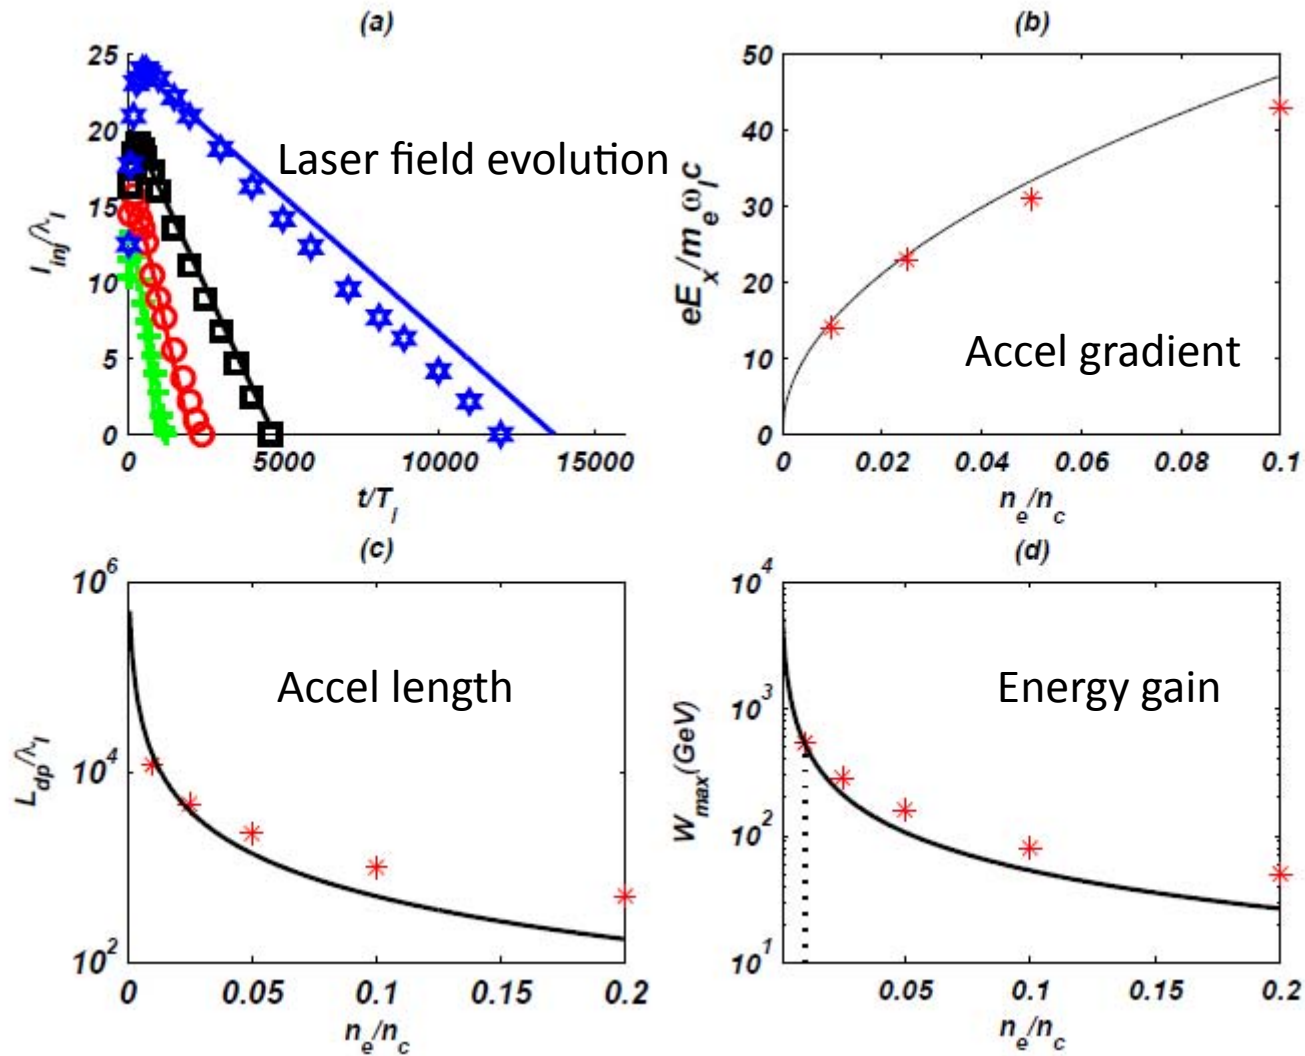 (a)
25
20
15
10
5
0
l_inj/λ_l
Laser field evolution
0 5000 10000 15000
t/T_l
(b)
50
40
30
20
10
0
eE_x/m_eω_lc
Accel gradient
0 0.02 0.04 0.06 0.08 0.1
n_e/n_c
(c)
10^6
10^4
10^2
L_dp/λ_l
Accel length
0 0.05 0.1 0.15 0.2
n_e/n_c
(d)
10^4
10^3
10^2
10^1
W_max(GeV)
Energy gain
0.05 0.1 0.15 0.2
n_e/n_c